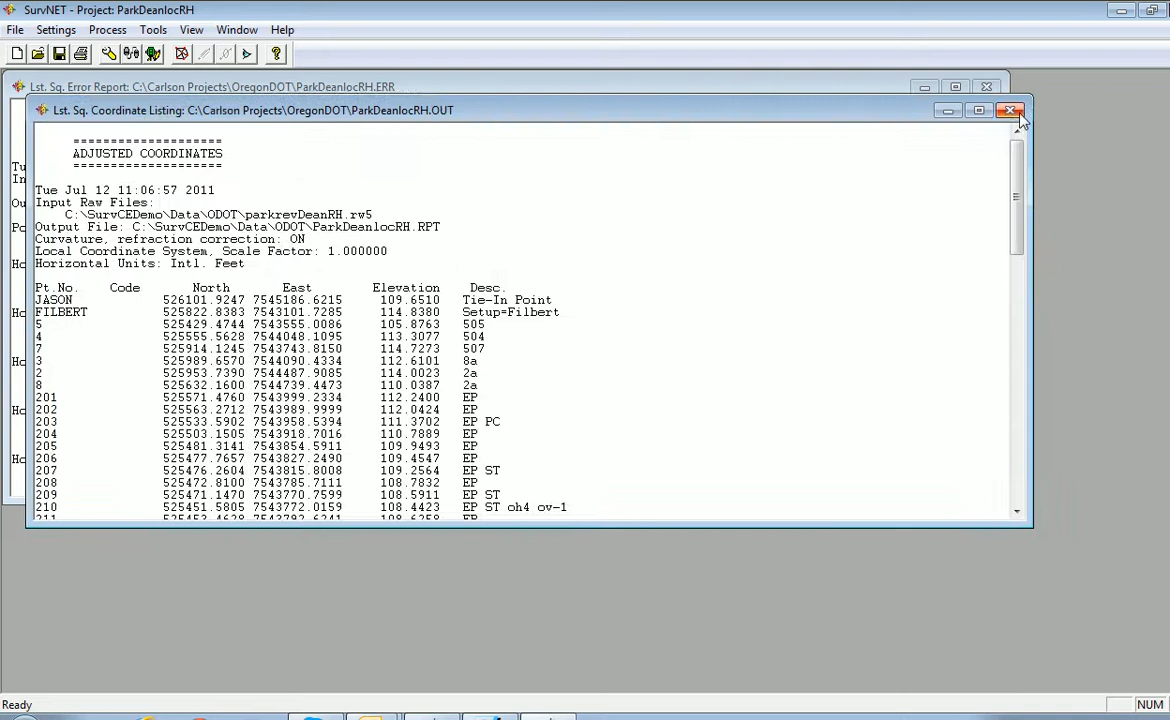 SurvNET - Project: ParkDeanlocRH
File Settings Process Tools View Window Help
Lst. Sq. Error Report: C:\Carlson Projects\OregonDOT\ParkDeanlocRH.ERR
Lst. Sq. Coordinate Listing: C:\Carlson Projects\OregonDOT\ParkDeanlocRH.OUT
====================
ADJUSTED COORDINATES
====================
Tue Jul 12 11:06:57 2011
Input Raw Files:
C:\SurvCEDemo\Data\ODOT\parkrevDeanRH.rw5
Output File: C:\SurvCEDemo\Data\ODOT\ParkDeanlocRH.RPT
Curvature, refraction correction: ON
Local Coordinate System, Scale Factor: 1.000000
Horizontal Units: Intl. Feet
Pt.No. Code North East Elevation Desc.
JASON 526101.9247 7545186.6215 109.6510 Tie-In Point
FILBERT 525822.8383 7543101.7285 114.8380 Setup=Filbert
5 525429.4744 7543555.0086 105.8763 505
4 525555.5628 7544048.1095 113.3077 504
7 525914.1245 7543743.8150 114.7273 507
3 525989.6570 7544090.4334 112.6101 8a
2 525953.7390 7544487.9085 114.0023 2a
8 525632.1600 7544739.4473 110.0387 2a
201 525571.4760 7543999.2334 112.2400 EP
202 525563.2712 7543989.9999 112.0424 EP
203 525533.5902 7543958.5394 111.3702 EP PC
204 525503.1505 7543918.7016 110.7889 EP
205 525481.3141 7543854.5911 109.9493 EP
206 525477.7657 7543827.2490 109.4547 EP
207 525476.2604 7543815.8008 109.2564 EP ST
208 525472.8100 7543785.7111 108.7832 EP
209 525471.1470 7543770.7599 108.5911 EP ST
210 525451.5805 7543772.0159 108.4423 EP ST oh4 ov-1
211 525453.4628 7543792.6241 108.6258 EP
Ready
NUM